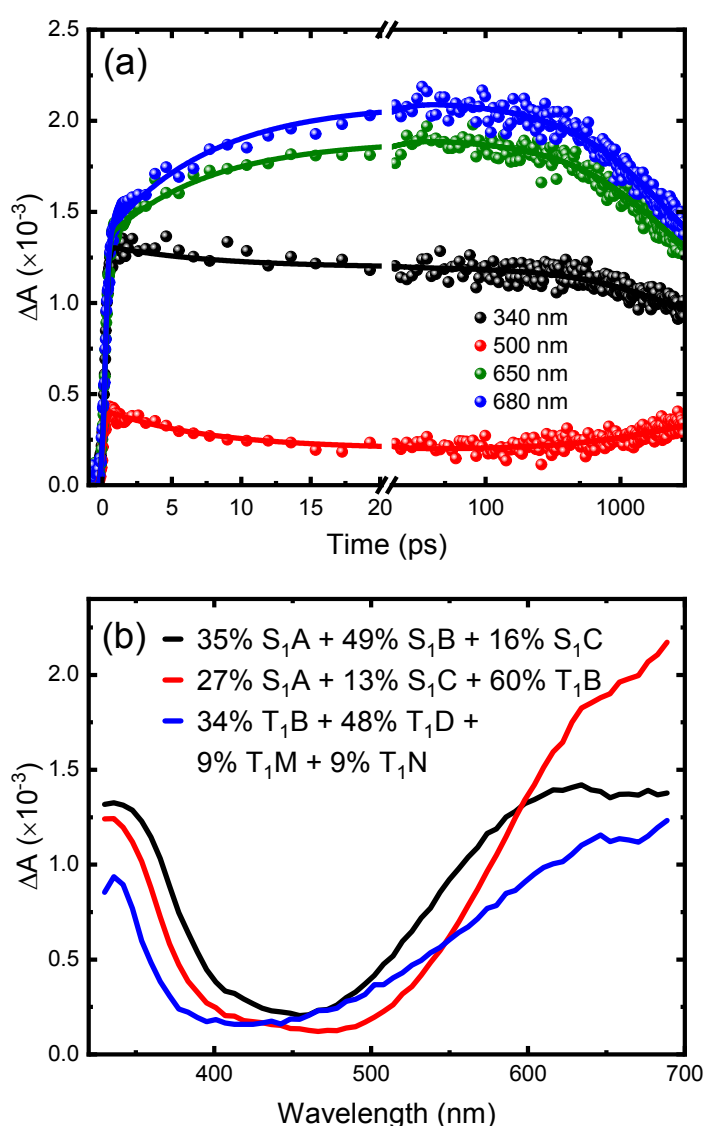 (a)
2.5
2.0
1.5
1.0
0.5
0.0
ΔA (×10⁻³)
340 nm
500 nm
650 nm
680 nm
0 5 10 15 20 100 1000
Time (ps)
(b)
35% S₁A + 49% S₁B + 16% S₁C
27% S₁A + 13% S₁C + 60% T₁B
34% T₁B + 48% T₁D +
9% T₁M + 9% T₁N
2.0
1.5
1.0
0.5
0.0
ΔA (×10⁻³)
400 500 600 700
Wavelength (nm)